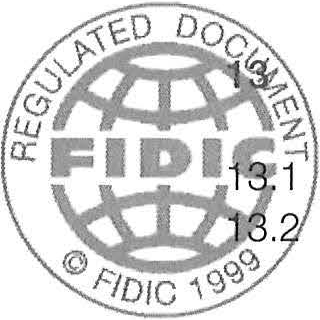 REGULATED DOCUMENT
13
FIDIC
13.1
13.2
© FIDIC 1999